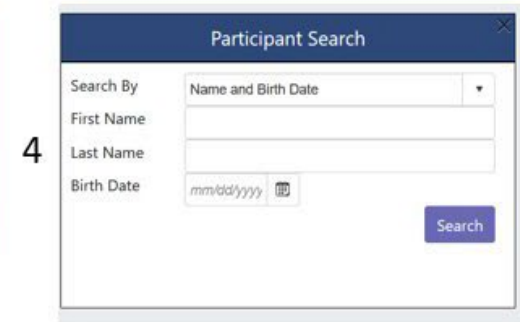 Participant Search
Search By Name and Birth Date
First Name
4
Last Name
Birth Date mm/dd/yyyy
Search